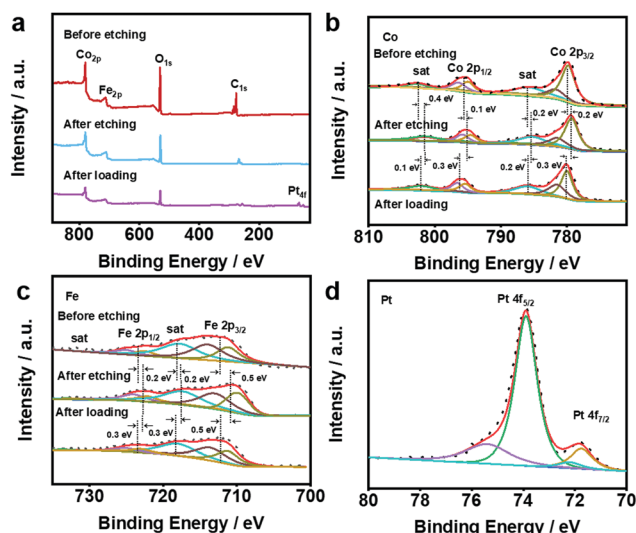 a
Before etching
Co2p
Fe2p
O1s
C1s
After etching
After loading
Pt4f
Intensity / a.u.
800 600 400 200
Binding Energy / eV
b
Co
Before etching
sat
Co 2p1/2
sat
Co 2p3/2
0.4 eV
0.1 eV
0.2 eV
0.2 eV
After etching
0.1 eV
0.3 eV
0.2 eV
0.3 eV
After loading
Intensity / a.u.
810 800 790 780
Binding Energy / eV
c
Fe
Before etching
sat
Fe 2p1/2
sat
Fe 2p3/2
After etching
0.2 eV
0.2 eV
0.5 eV
After loading
0.3 eV
0.3 eV
0.5 eV
Intensity / a.u.
730 720 710 700
Binding Energy / eV
d
Pt
Pt 4f5/2
Pt 4f7/2
Intensity / a.u.
80 78 76 74 72 70
Binding Energy / eV